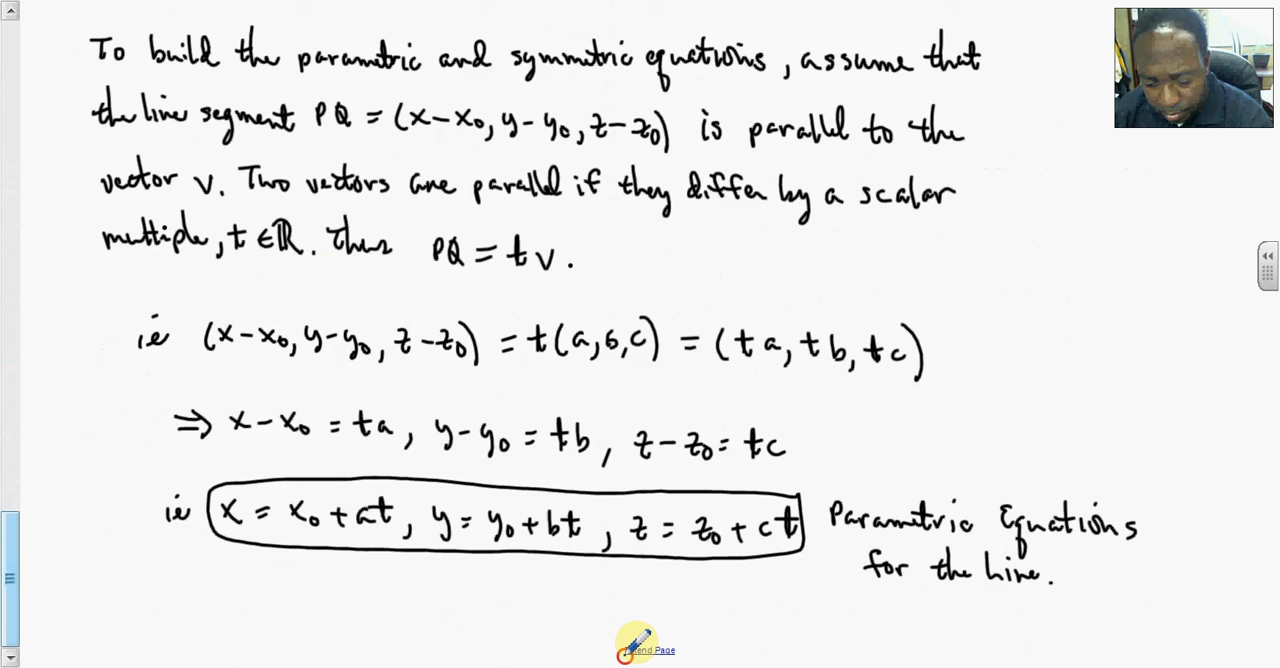 To build the parametric and symmetric equations, assume that
the line segment PQ = (x-x₀, y-y₀, z-z₀) is parallel to the
vector v. Two vectors are parallel if they differ by a scalar
multiple, t ∈ ℝ. Thus PQ = t v.
ie (x-x₀, y-y₀, z-z₀) = t(a, b, c) = (ta, tb, tc)
⇒ x-x₀ = ta, y-y₀ = tb, z-z₀ = tc
ie x = x₀ + at, y = y₀ + bt, z = z₀ + ct Parametric Equations
for the line.
Page